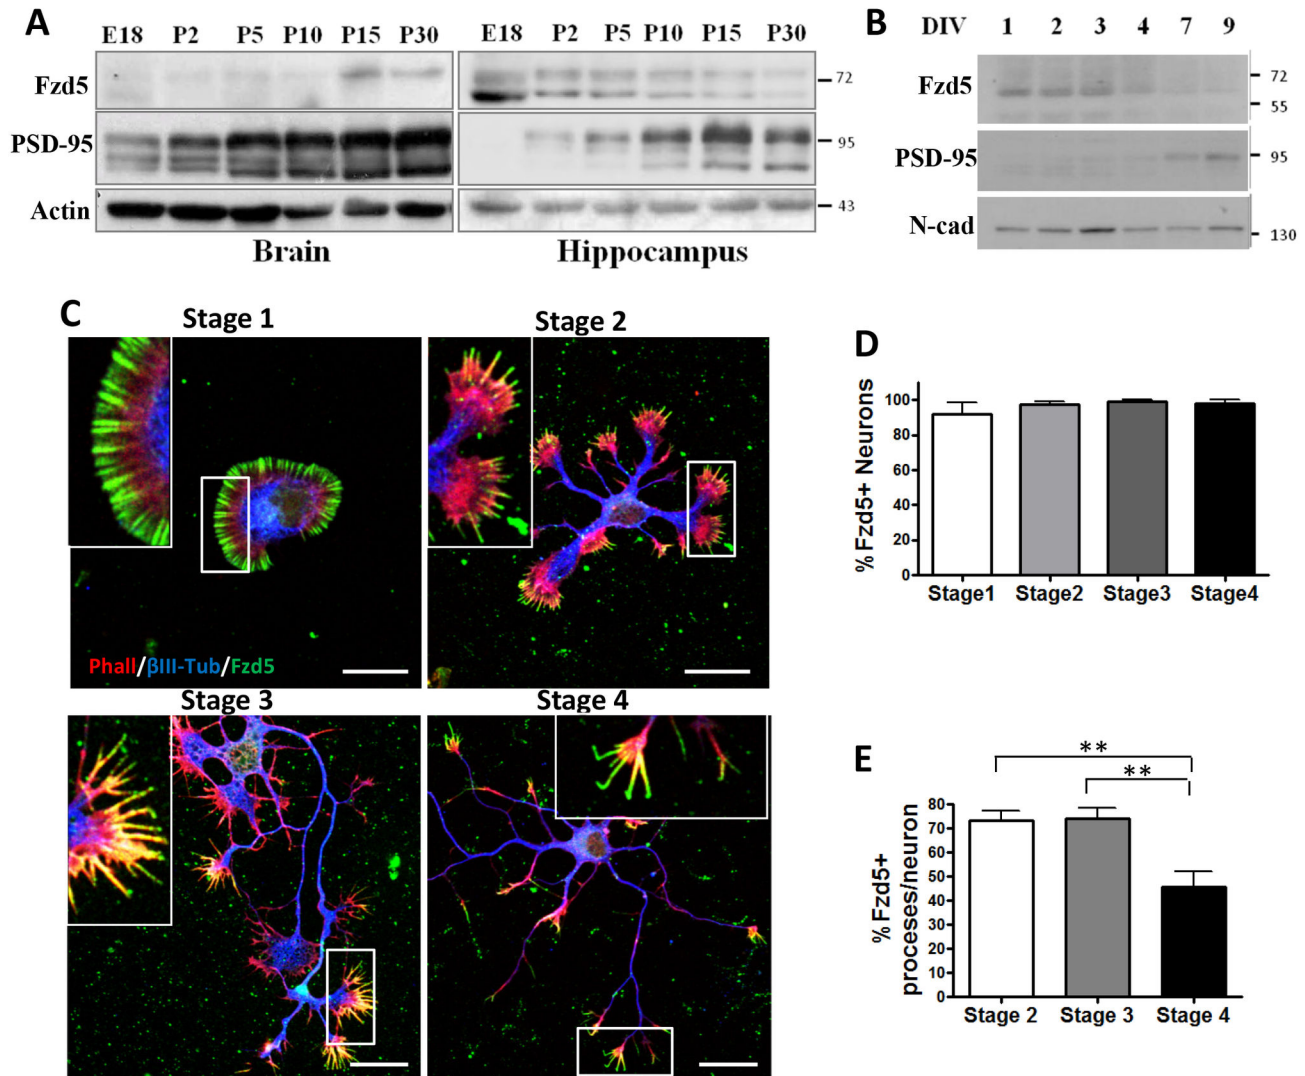 A
E18 P2 P5 P10 P15 P30
E18 P2 P5 P10 P15 P30
Fzd5
72
PSD-95
95
Actin
43
Brain
Hippocampus
B
DIV 1 2 3 4 7 9
Fzd5
72
55
PSD-95
95
N-cad
130
C
Stage 1
Stage 2
Phall/βIII-Tub/Fzd5
Stage 3
Stage 4
D
% Fzd5+ Neurons
100
80
60
40
20
0
Stage1 Stage2 Stage3 Stage4
E
**
**
% Fzd5+
processes/neuron
80
70
60
50
40
30
20
10
0
Stage 2 Stage 3 Stage 4